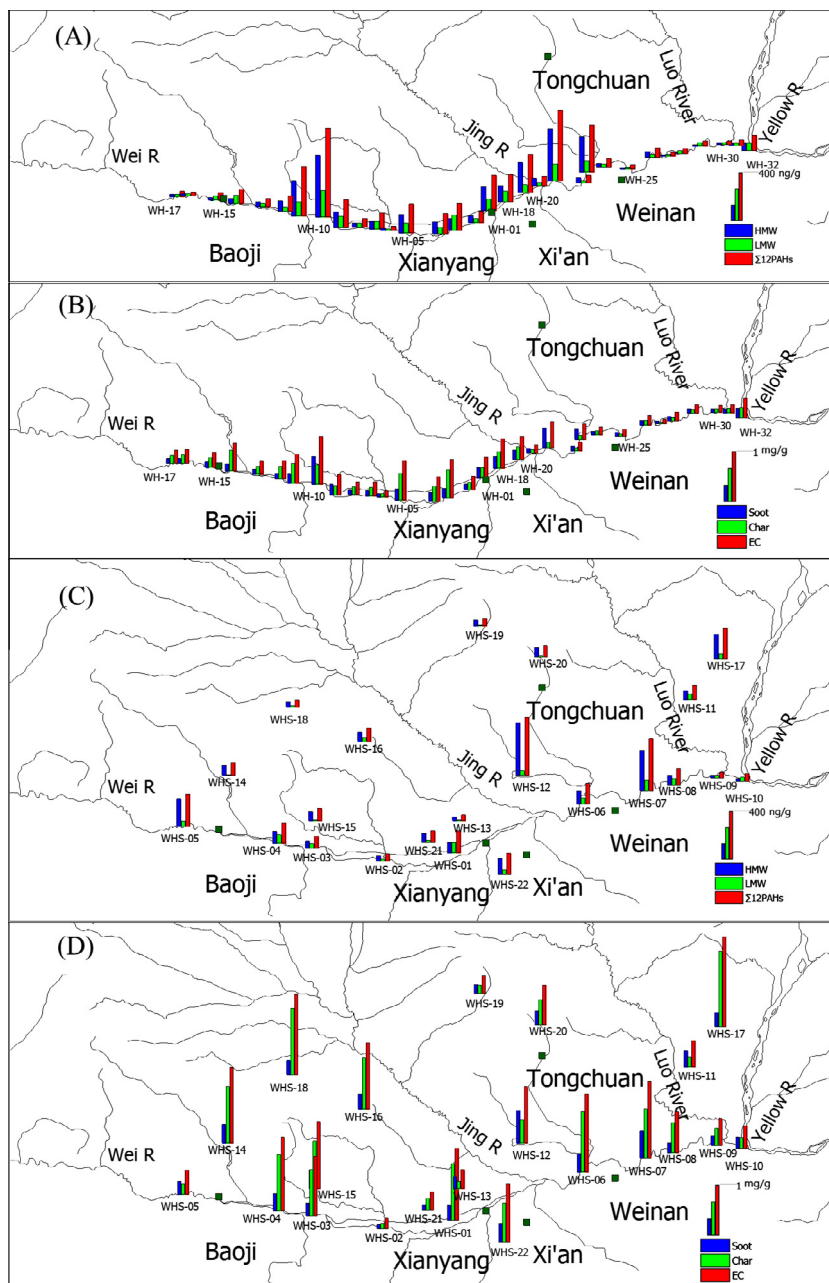 (A)
Tongchuan
Luo River
Yellow R
Jing R
Wei R
WH-30
WH-32
WH-17
WH-15
WH-25
WH-20
WH-18
WH-10
WH-01
WH-05
400 ng/g
Weinan
Baoji
Xianyang
Xi'an
HMW
LMW
Σ12PAHs
(B)
Tongchuan
Luo River
Yellow R
Jing R
Wei R
WH-30
WH-32
WH-17
WH-15
WH-25
WH-20
WH-18
WH-10
WH-01
WH-05
1 mg/g
Weinan
Baoji
Xianyang
Xi'an
Soot
Char
EC
(C)
WHS-19
WHS-20
WHS-17
WHS-11
Tongchuan
Luo River
Yellow R
WHS-18
WHS-16
Jing R
WHS-12
Wei R
WHS-14
WHS-07
WHS-08
WHS-09
WHS-10
WHS-06
WHS-05
WHS-15
WHS-13
WHS-04
WHS-03
WHS-21
WHS-01
WHS-02
WHS-22
400 ng/g
Weinan
Baoji
Xianyang
Xi'an
HMW
LMW
Σ12PAHs
(D)
WHS-19
WHS-20
WHS-17
WHS-11
Tongchuan
Luo River
Yellow R
WHS-18
WHS-16
Jing R
WHS-12
Wei R
WHS-14
WHS-07
WHS-08
WHS-09
WHS-10
WHS-06
WHS-05
WHS-15
WHS-13
WHS-04
WHS-03
WHS-21
WHS-01
WHS-02
WHS-22
1 mg/g
Weinan
Baoji
Xianyang
Xi'an
Soot
Char
EC